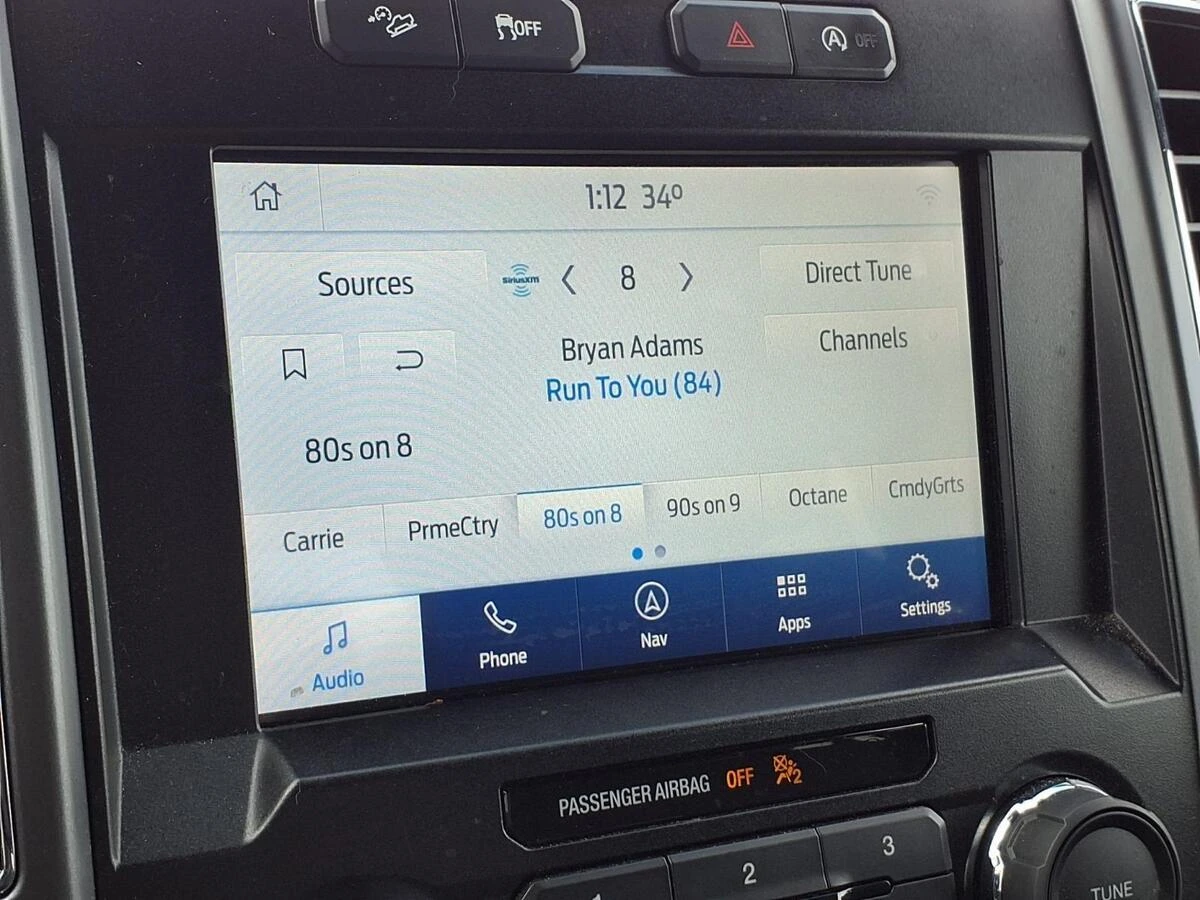 OFF
OFF
1:12 34º
Sources
SiriusXM
8
Direct Tune
Bryan Adams
Channels
Run To You (84)
80s on 8
Carrie
PrmeCtry
80s on 8
90s on 9
Octane
CmdyGrts
Audio
Phone
Nav
Apps
Settings
PASSENGER AIRBAG OFF 2
1
2
3
TUNE